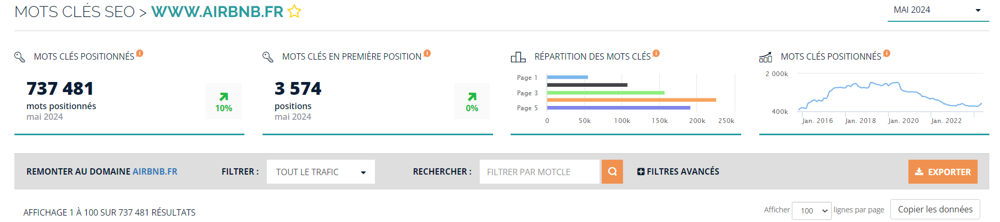 MOTS CLÉS SEO > WWW.AIRBNB.FR
MAI 2024
MOTS CLÉS POSITIONNÉS
737 481
mots positionnés
mai 2024
10%
MOTS CLÉS EN PREMIÈRE POSITION
3 574
positions
mai 2024
0%
RÉPARTITION DES MOTS CLÉS
Page 1
Page 3
Page 5
0 50k 100k 150k 200k 250k
MOTS CLÉS POSITIONNÉS
2 000k
400k
Jan. 2016 Jan. 2018 Jan. 2020 Jan. 2022
REMONTER AU DOMAINE AIRBNB.FR FILTRER : TOUT LE TRAFIC RECHERCHER : FILTRER PAR MOTCLE FILTRES AVANCÉS EXPORTER
AFFICHAGE 1 À 100 SUR 737 481 RÉSULTATS
Afficher 100 lignes par page Copier les données